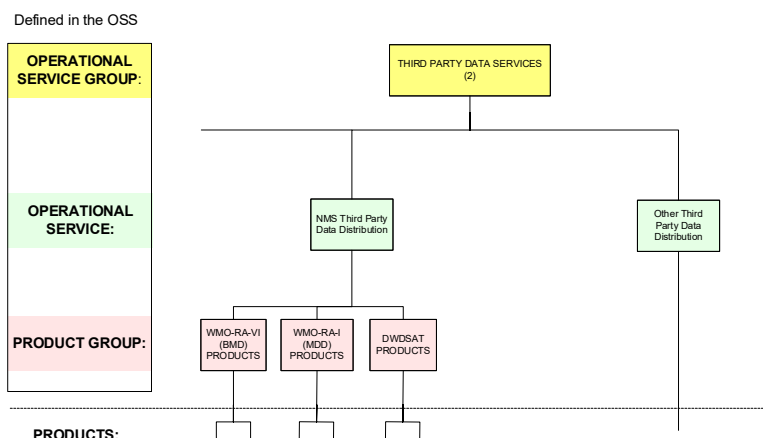 Defined in the OSS
OPERATIONAL
SERVICE GROUP:
THIRD PARTY DATA SERVICES
(2)
OPERATIONAL
SERVICE:
NMS Third Party
Data Distribution
Other Third
Party Data
Distribution
PRODUCT GROUP:
WMO-RA-VI
(BMD)
PRODUCTS
WMO-RA-I
(MDD)
PRODUCTS
DWDSAT
PRODUCTS
PRODUCTS: